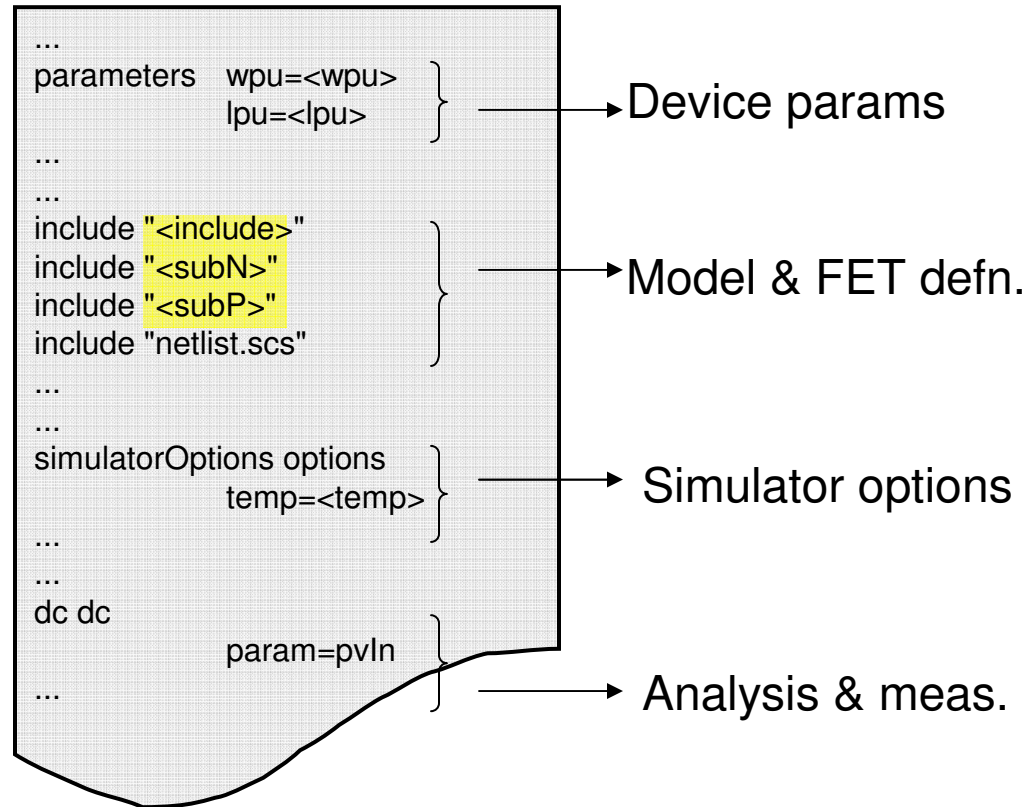 ...
parameters wpu=<wpu>
lpu=<lpu>
Device params
...
...
include "<include>"
include "<subN>"
include "<subP>"
include "netlist.scs"
Model & FET defn.
...
...
simulatorOptions options
temp=<temp>
Simulator options
...
...
dc dc
param=pvIn
...
Analysis & meas.